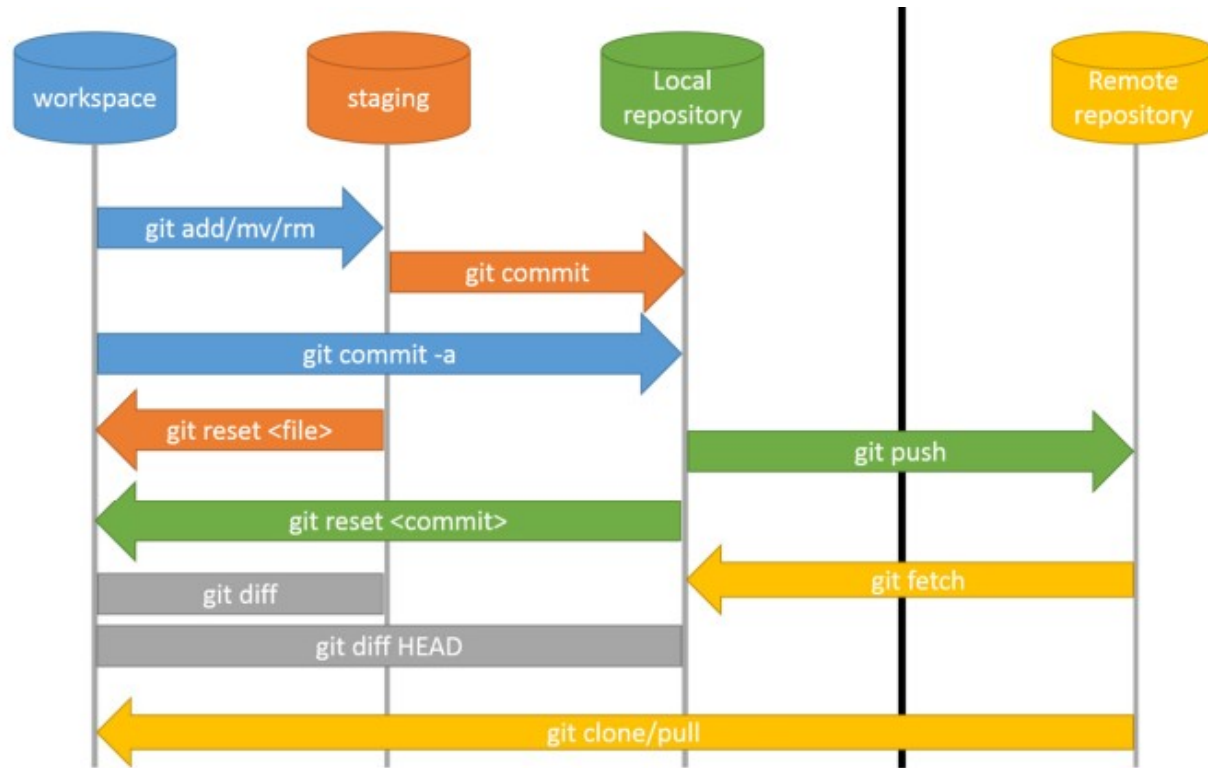 workspace
staging
Local
repository
Remote
repository
git add/mv/rm
git commit
git commit -a
git reset <file>
git push
git reset <commit>
git fetch
git diff
git diff HEAD
git clone/pull